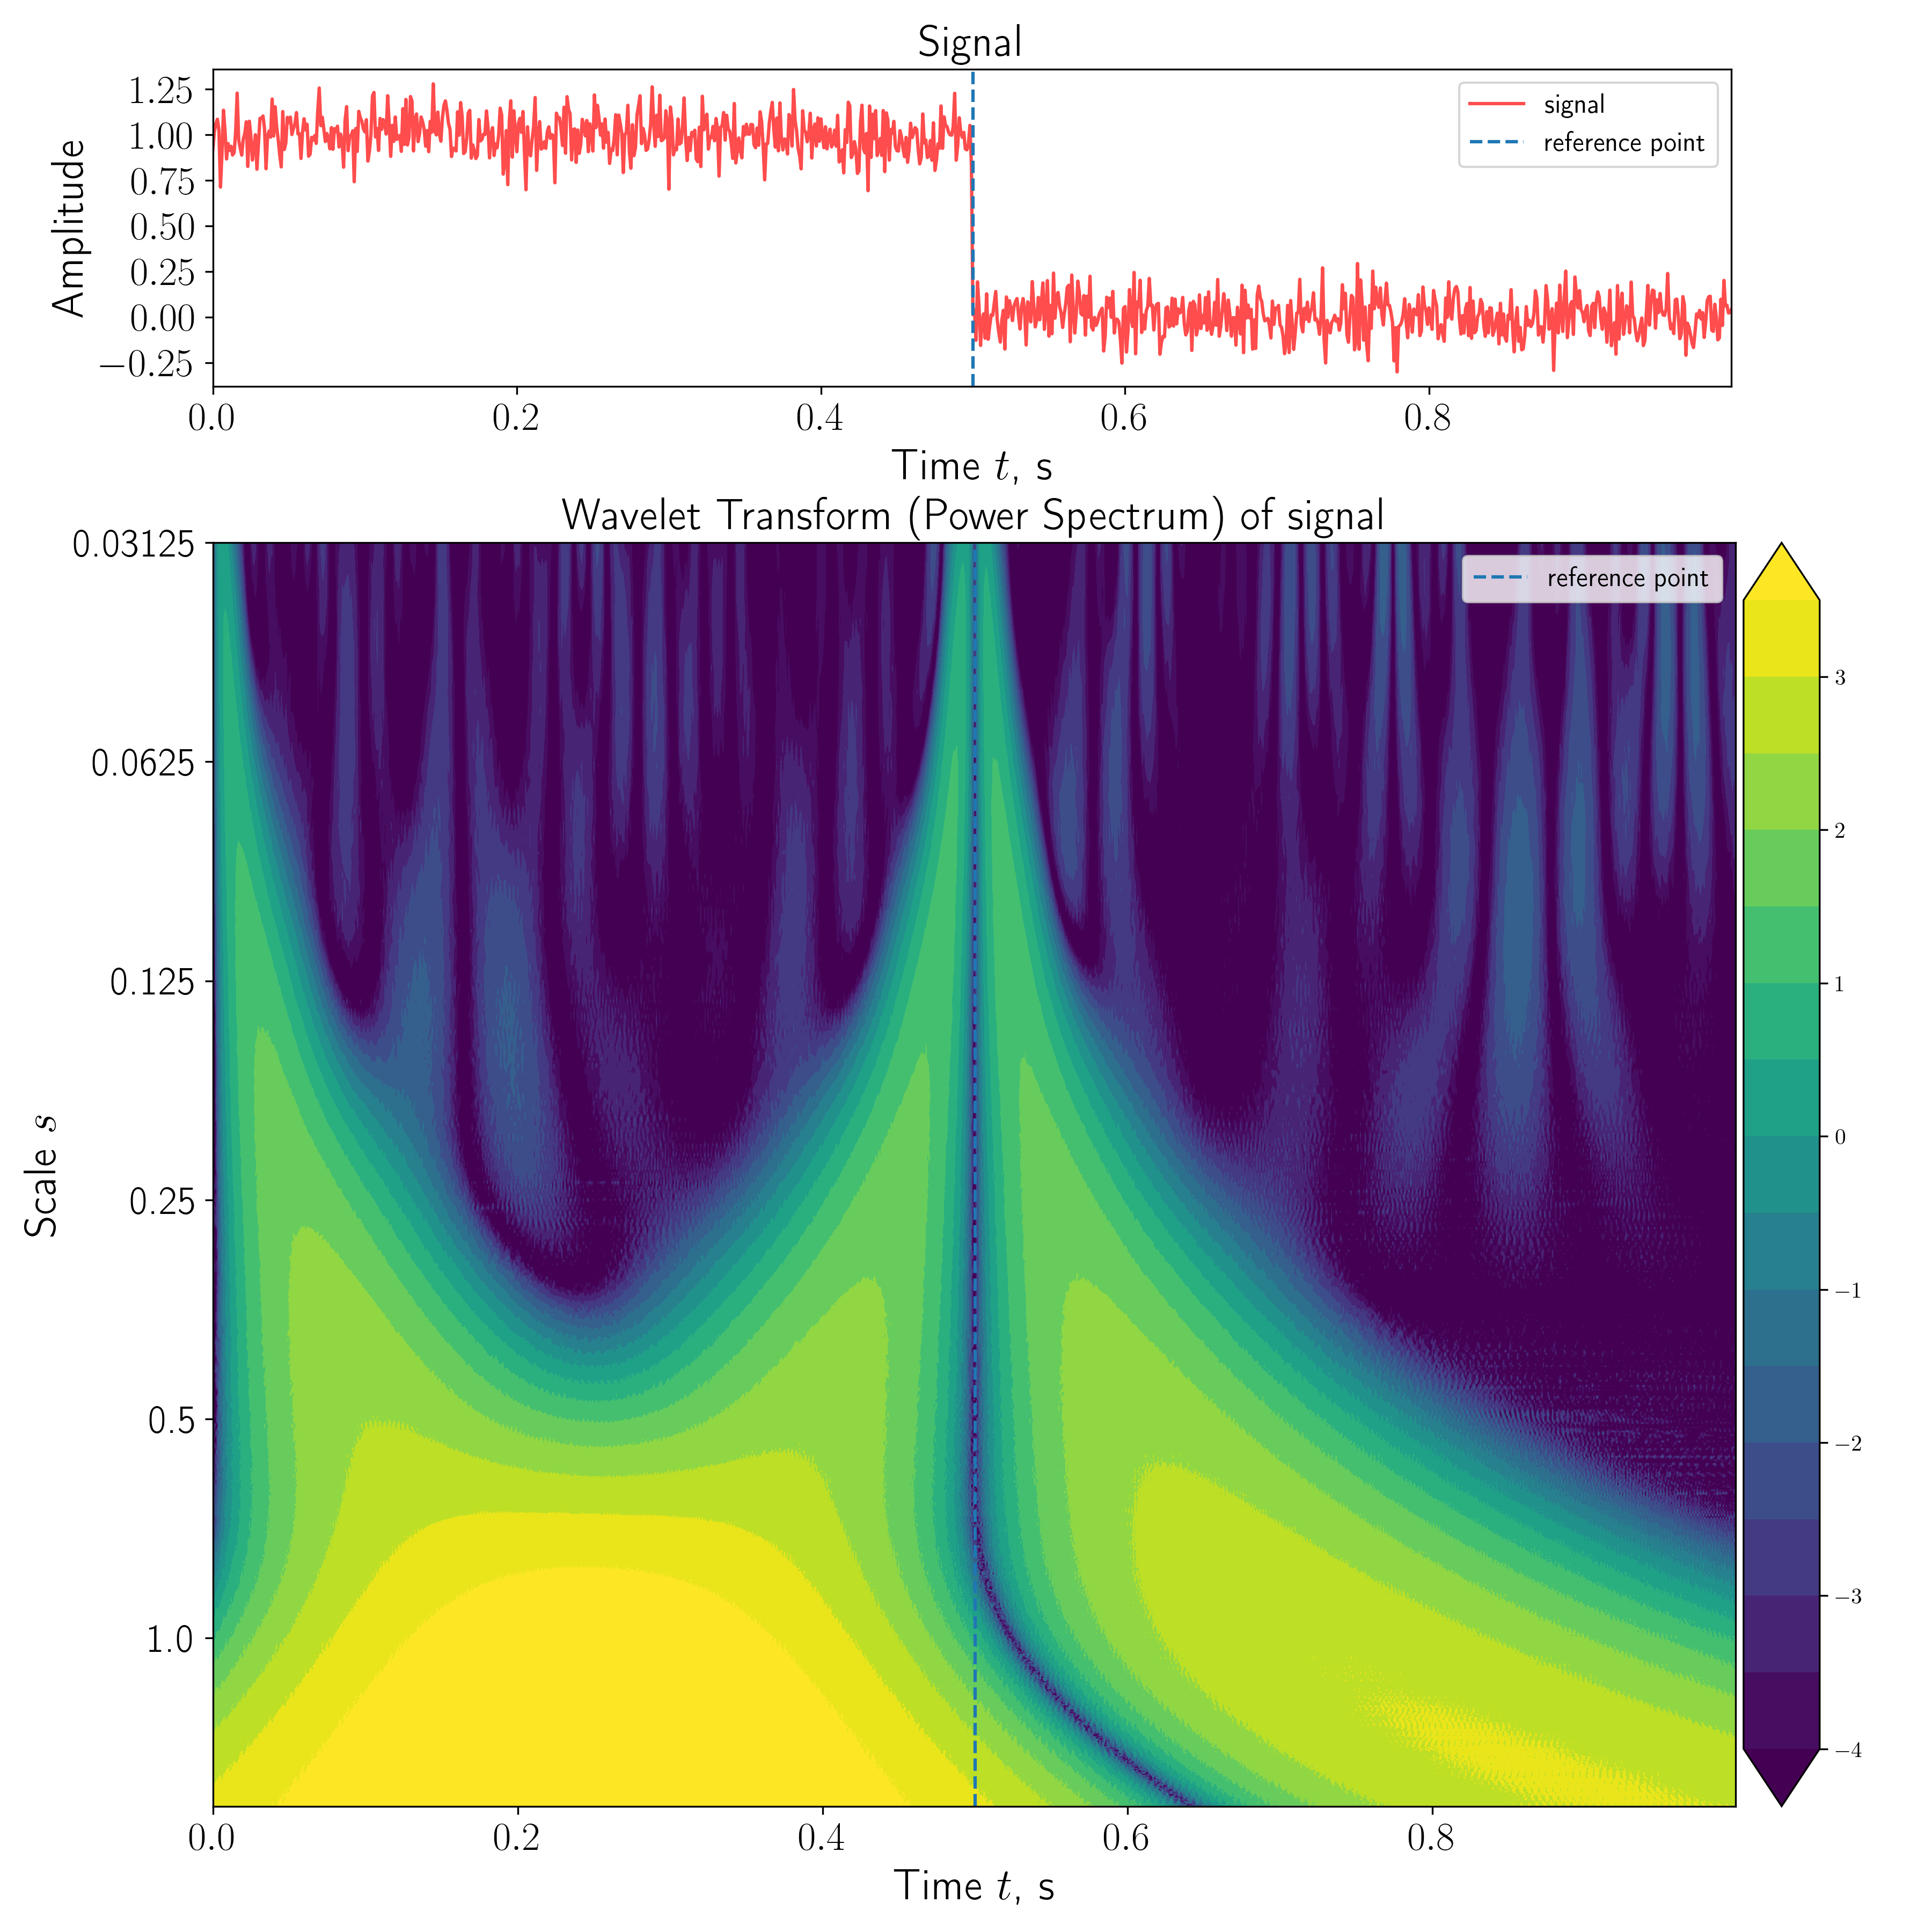 Signal
Amplitude
1.25
1.00
0.75
0.50
0.25
0.00
−0.25
signal
reference point
0.0 0.2 0.4 0.6 0.8
Time t, s
Wavelet Transform (Power Spectrum) of signal
Scale s
0.03125
0.0625
0.125
0.25
0.5
1.0
reference point
3
2
1
0
−1
−2
−3
−4
0.0 0.2 0.4 0.6 0.8
Time t, s